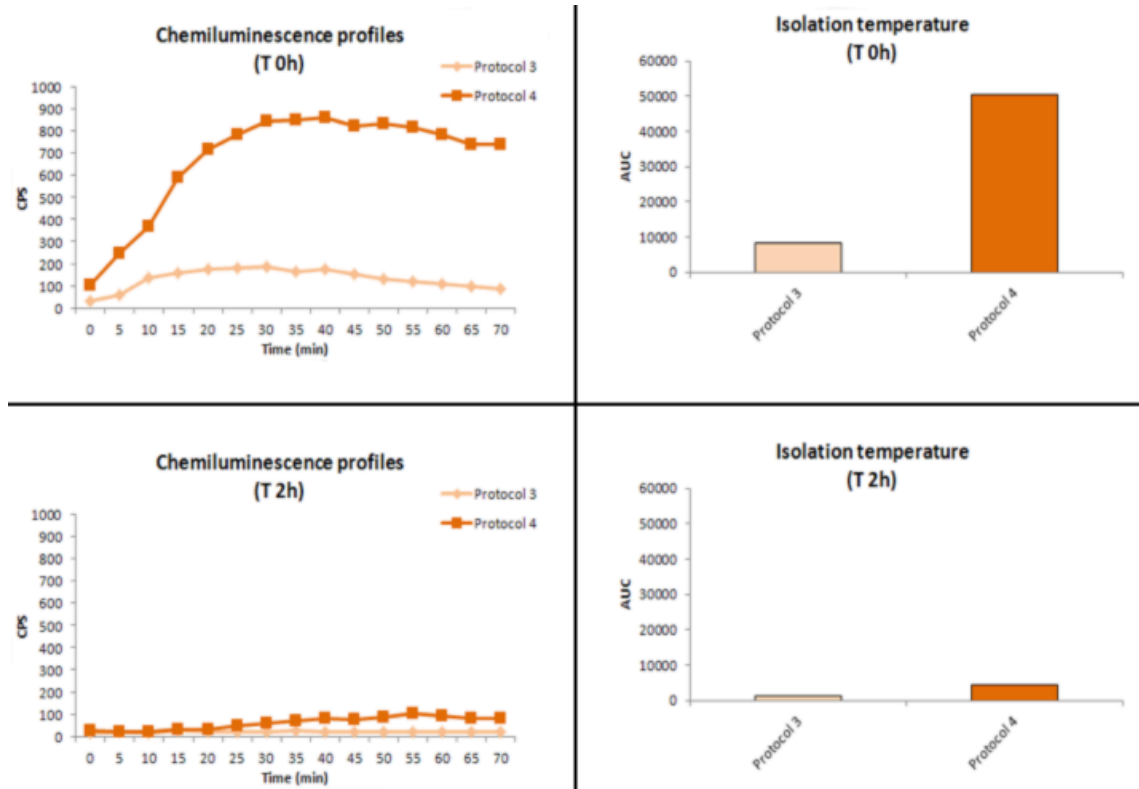 Chemiluminescence profiles
(T 0h)
Protocol 3
Protocol 4
1000
900
800
700
600
500
400
300
200
100
0
CPS
0 5 10 15 20 25 30 35 40 45 50 55 60 65 70
Time (min)
Isolation temperature
(T 0h)
60000
50000
40000
30000
20000
10000
0
AUC
Protocol 3
Protocol 4
Chemiluminescence profiles
(T 2h)
Protocol 3
Protocol 4
1000
900
800
700
600
500
400
300
200
100
0
CPS
0 5 10 15 20 25 30 35 40 45 50 55 60 65 70
Time (min)
Isolation temperature
(T 2h)
60000
50000
40000
30000
20000
10000
0
AUC
Protocol 3
Protocol 4